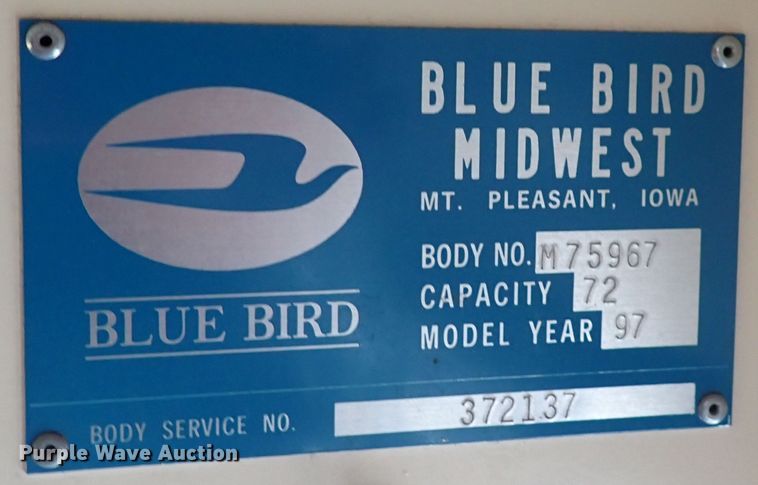 BLUE BIRD
MIDWEST
MT. PLEASANT, IOWA
BODY NO. M75967
CAPACITY 72
MODEL YEAR 97
BLUE BIRD
BODY SERVICE NO. 372137
Purple Wave Auction